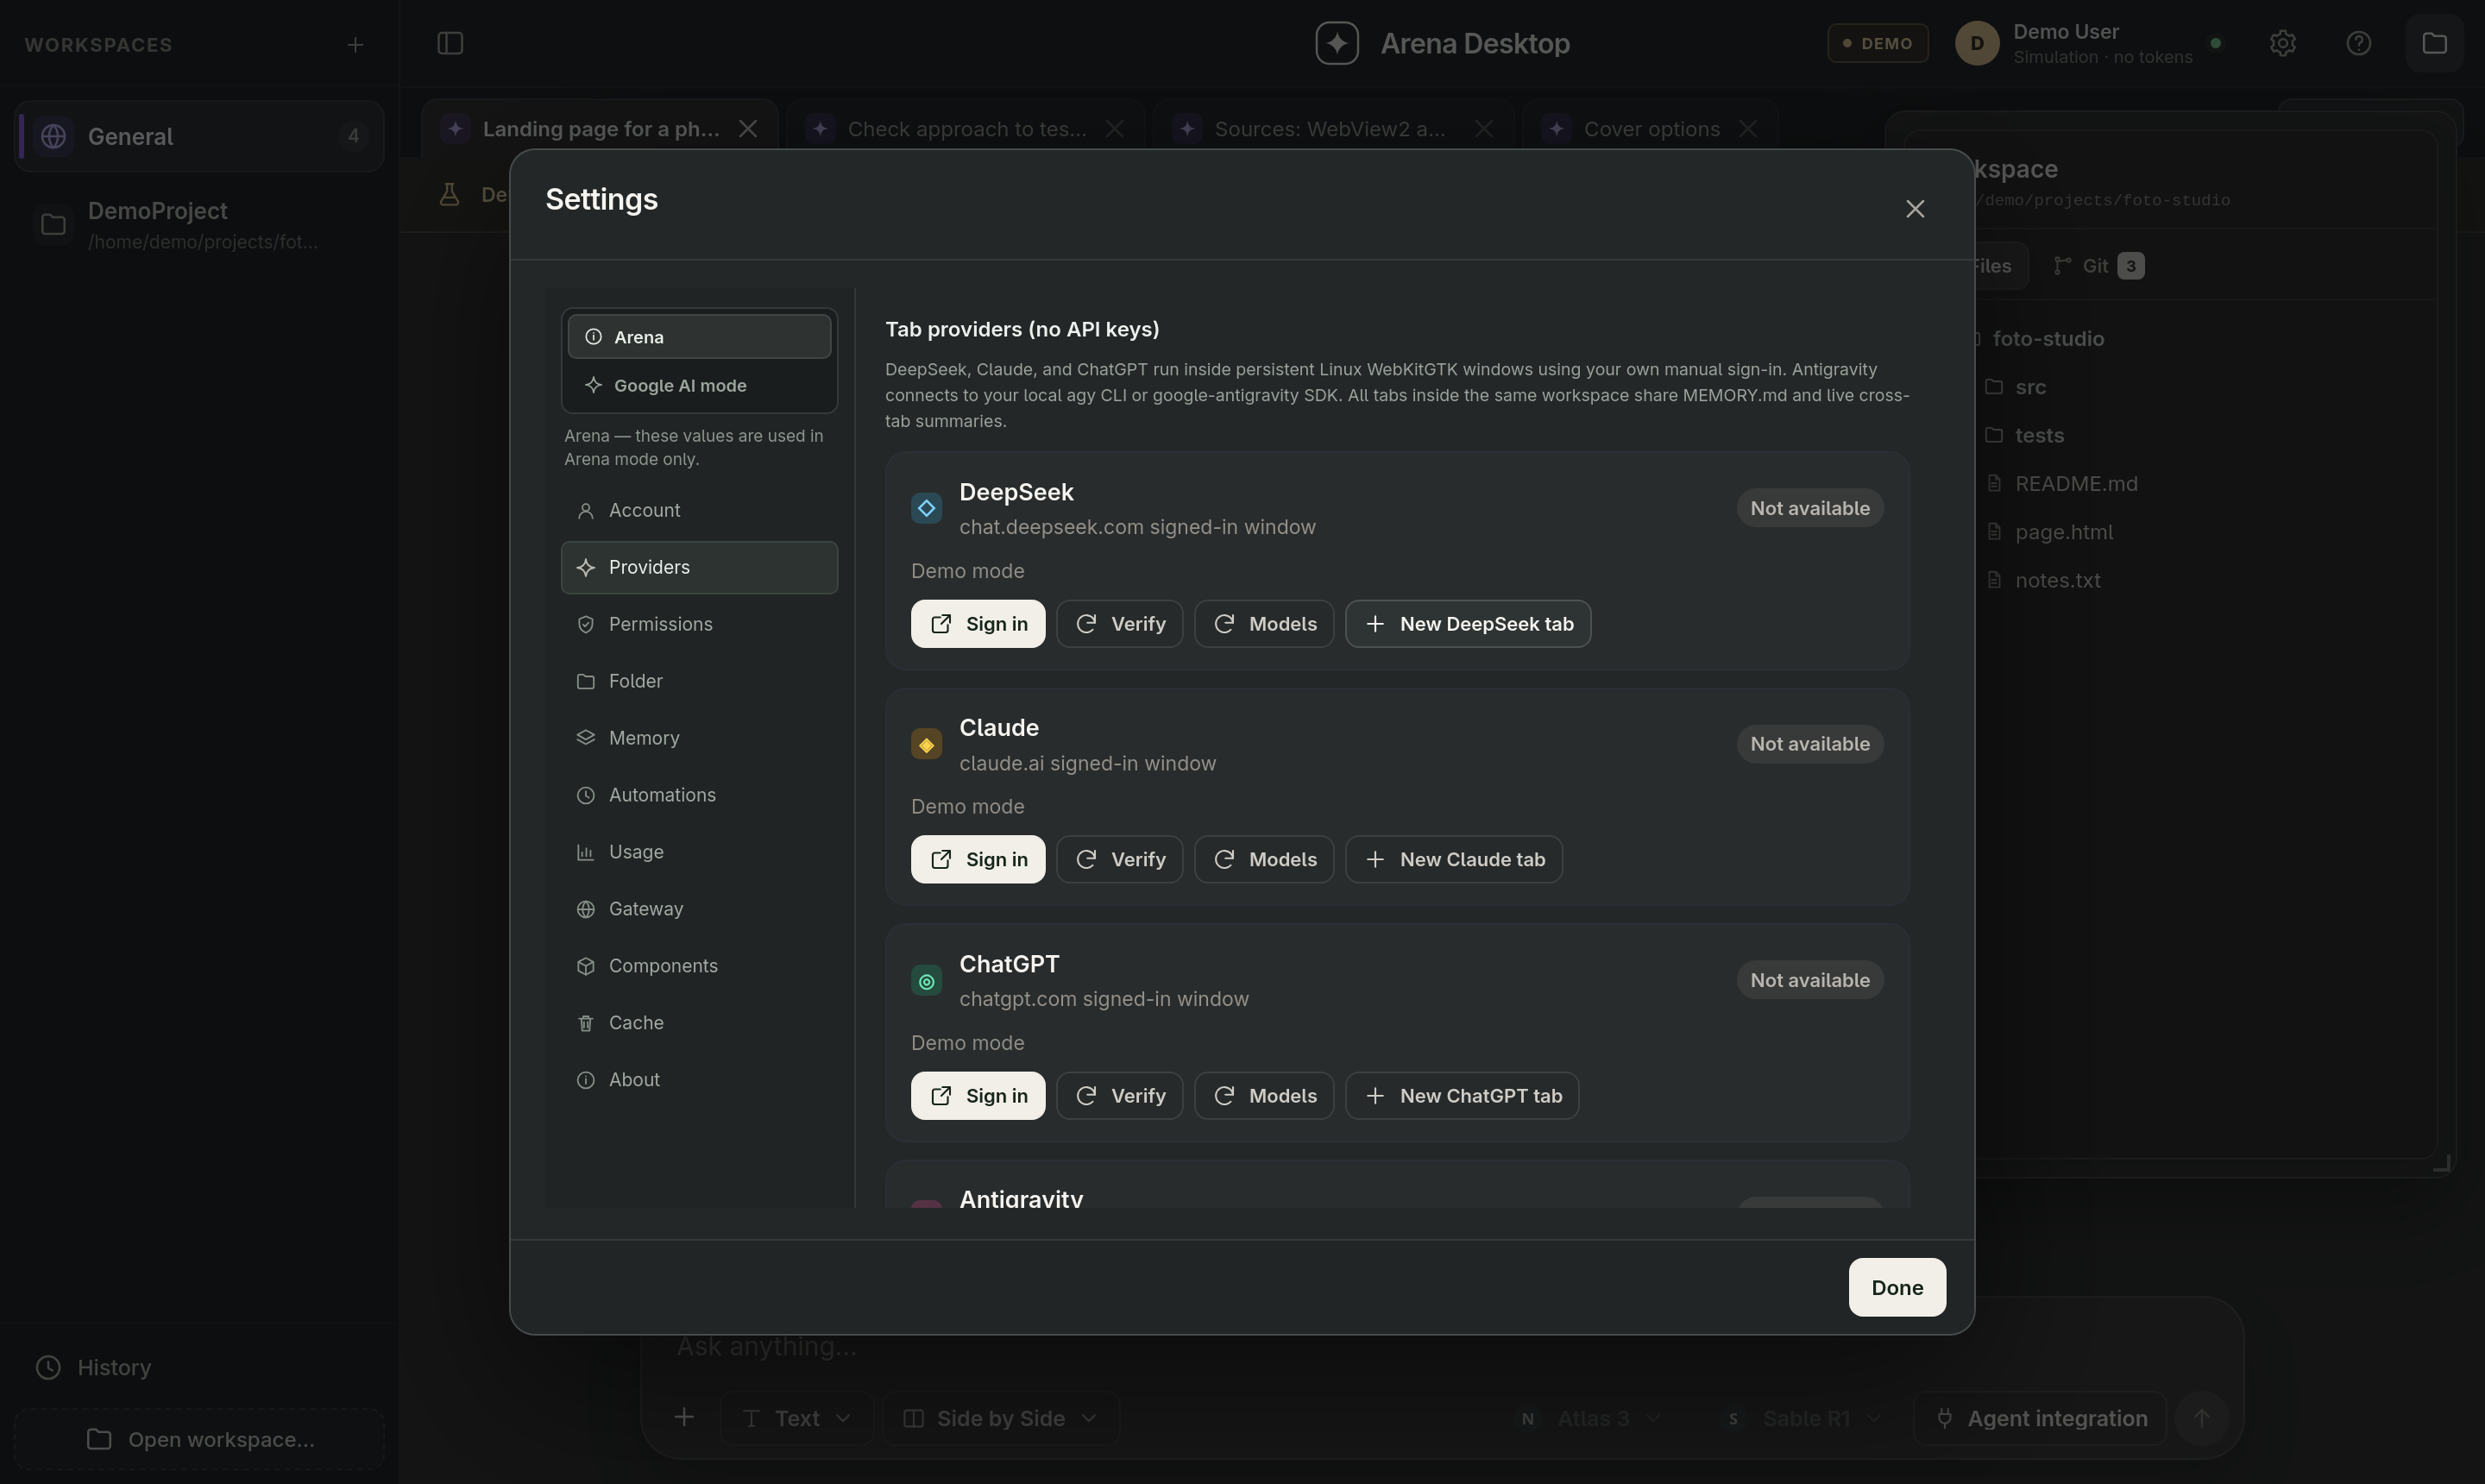 WORKSPACES
General
4
DemoProject
/home/demo/projects/fot...
History
Open workspace...
Arena Desktop
DEMO
D
Demo User
Simulation · no tokens
Landing page for a ph...
Check approach to tes...
Sources: WebView2 a...
Cover options
De
Settings
Arena
Google AI mode
Arena — these values are used in
Arena mode only.
Account
Providers
Permissions
Folder
Memory
Automations
Usage
Gateway
Components
Cache
About
Tab providers (no API keys)
DeepSeek, Claude, and ChatGPT run inside persistent Linux WebKitGTK windows using your own manual sign-in. Antigravity
connects to your local agy CLI or google-antigravity SDK. All tabs inside the same workspace share MEMORY.md and live cross-
tab summaries.
DeepSeek
chat.deepseek.com signed-in window
Not available
Demo mode
Sign in
Verify
Models
New DeepSeek tab
Claude
claude.ai signed-in window
Not available
Demo mode
Sign in
Verify
Models
New Claude tab
ChatGPT
chatgpt.com signed-in window
Not available
Demo mode
Sign in
Verify
Models
New ChatGPT tab
Antigravity
Done
kspace
/demo/projects/foto-studio
Files
Git
3
foto-studio
src
tests
README.md
page.html
notes.txt
Ask anything...
Text
Side by Side
N
Atlas 3
S
Sable R1
Agent integration